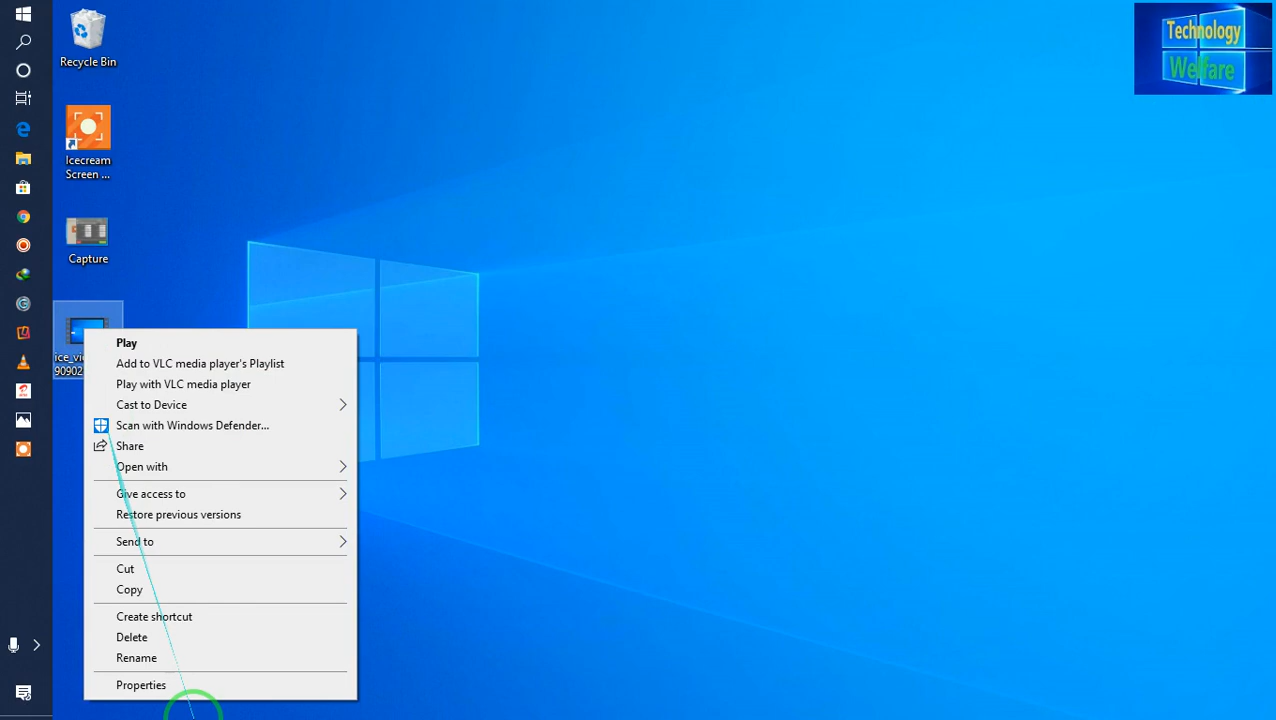 Recycle Bin
Icecream
Screen ...
Capture
ice_vi
90902
Play
Add to VLC media player's Playlist
Play with VLC media player
Cast to Device
Scan with Windows Defender...
Share
Open with
Give access to
Restore previous versions
Send to
Cut
Copy
Create shortcut
Delete
Rename
Properties
Technology
Welfare